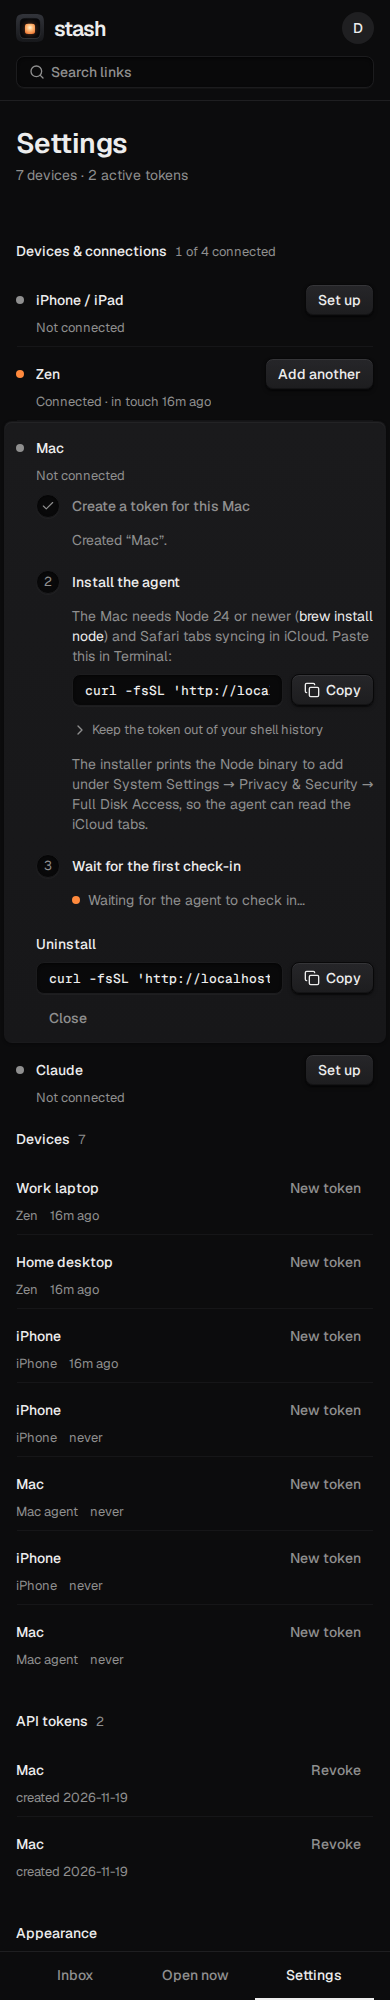 stash
D
Search links
Settings
7 devices · 2 active tokens
Devices & connections 1 of 4 connected
iPhone / iPad
Set up
Not connected
Zen
Add another
Connected · in touch 16m ago
Mac
Not connected
Create a token for this Mac
Created “Mac”.
2 Install the agent
The Mac needs Node 24 or newer (brew install
node) and Safari tabs syncing in iCloud. Paste
this in Terminal:
curl -fsSL 'http://loca
Copy
Keep the token out of your shell history
The installer prints the Node binary to add
under System Settings → Privacy & Security →
Full Disk Access, so the agent can read the
iCloud tabs.
3 Wait for the first check-in
Waiting for the agent to check in…
Uninstall
curl -fsSL 'http://localhost
Copy
Close
Claude
Set up
Not connected
Devices 7
Work laptop
New token
Zen 16m ago
Home desktop
New token
Zen 16m ago
iPhone
New token
iPhone 16m ago
iPhone
New token
iPhone never
Mac
New token
Mac agent never
iPhone
New token
iPhone never
Mac
New token
Mac agent never
API tokens 2
Mac
Revoke
created 2026-11-19
Mac
Revoke
created 2026-11-19
Appearance
Inbox
Open now
Settings